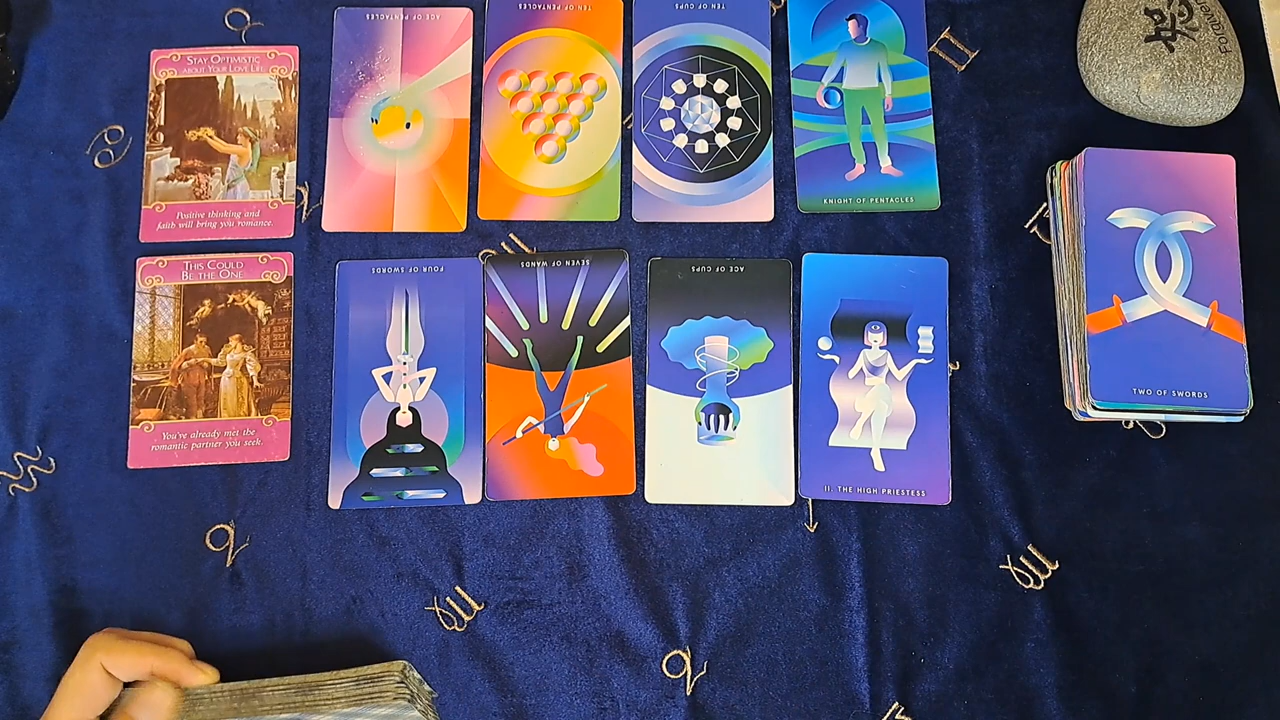 STAY OPTIMISTIC
ABOUT YOUR LOVE LIFE
Positive thinking and
faith will bring you romance.
ACE OF PENTACLES
TEN OF PENTACLES
TEN OF CUPS
KNIGHT OF PENTACLES
THIS COULD
BE THE ONE
You've already met the
romantic partner you seek.
FOUR OF SWORDS
SEVEN OF WANDS
ACE OF CUPS
II. THE HIGH PRIESTESS
TWO OF SWORDS